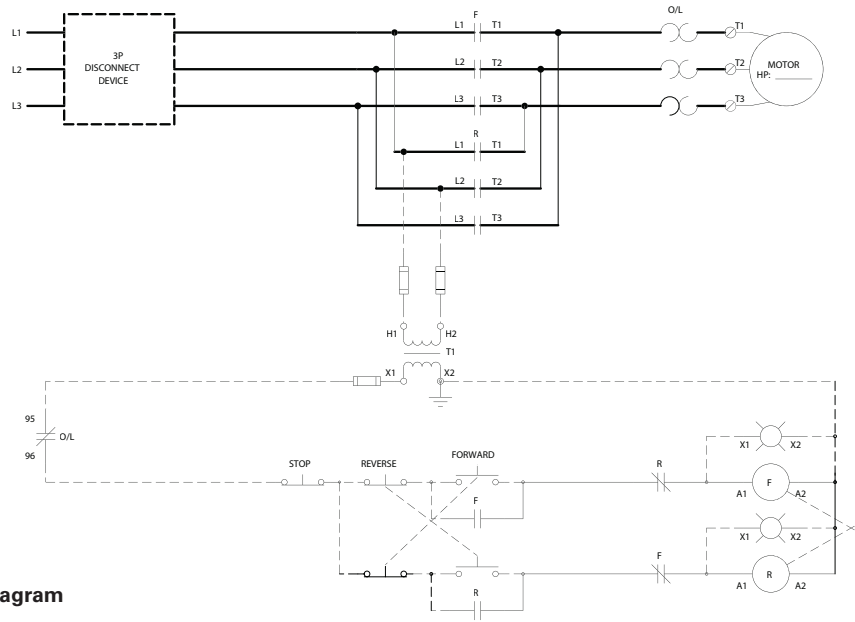 F
O/L
L1
L1
T1
T1
3P
DISCONNECT
DEVICE
L2
L2
T2
T2
MOTOR
HP:
L3
L3
T3
T3
R
L1
T1
L2
T2
L3
T3
H1
H2
T1
X1
X2
95
O/L
96
X1
X2
STOP
REVERSE
FORWARD
R
F
A1
A2
F
X1
X2
F
R
A1
A2
R
agram